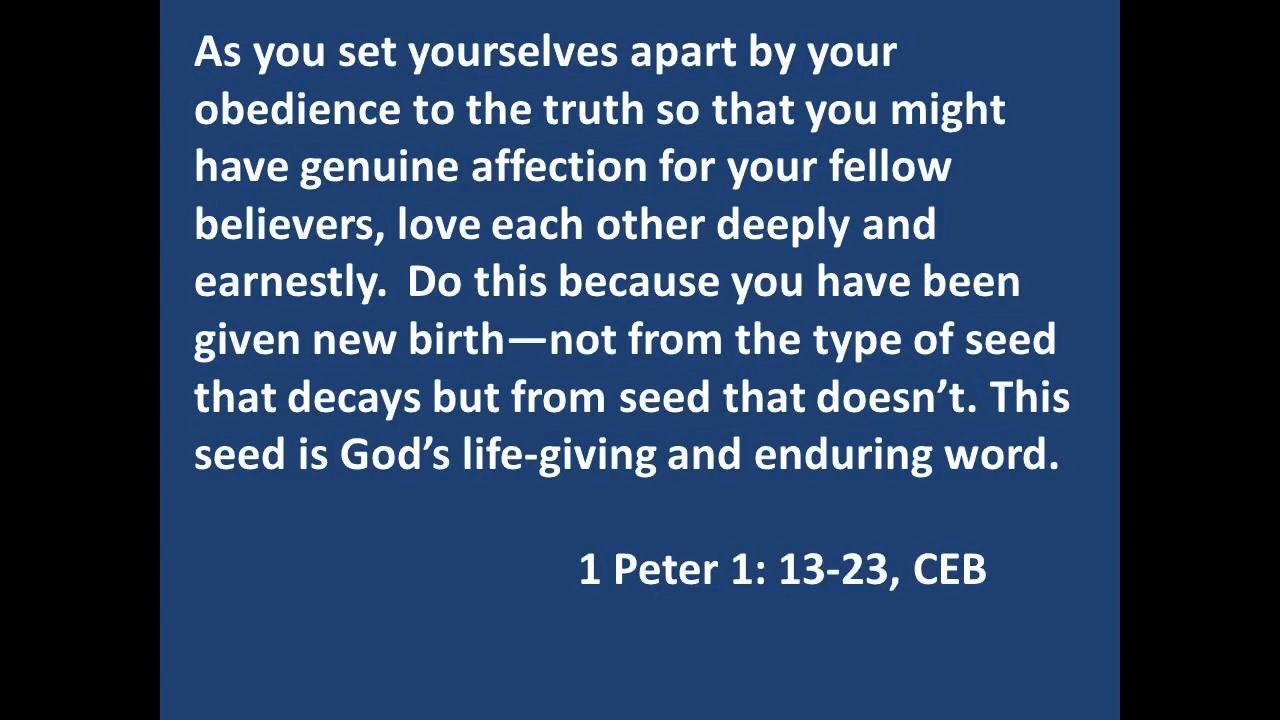 As you set yourselves apart by your
obedience to the truth so that you might
have genuine affection for your fellow
believers, love each other deeply and
earnestly.  Do this because you have been
given new birth—not from the type of seed
that decays but from seed that doesn’t. This
seed is God’s life-giving and enduring word.
1 Peter 1: 13-23, CEB